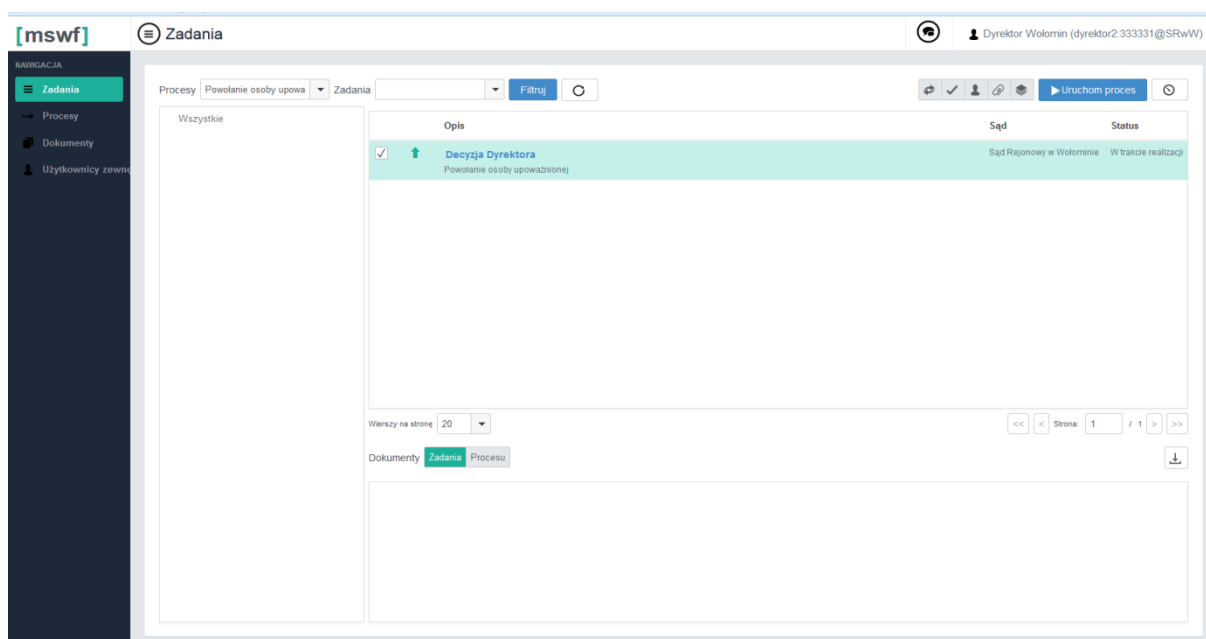 [mswf]
Zadania
Dyrektor Wołomin (dyrektor2:333331@SRwW)
NAWIGACJA
Zadania
Procesy
Dokumenty
Użytkownicy zewnę
Procesy Powołanie osoby upowa Zadania Filtruj
Uruchom proces
Wszystkie
Opis Sąd Status
Decyzja Dyrektora Sąd Rejonowy w Wołominie W trakcie realizacji
Powołanie osoby upoważnionej
Wierszy na stronę 20 << < Strona: 1 / 1 > >>
Dokumenty Zadania Procesu